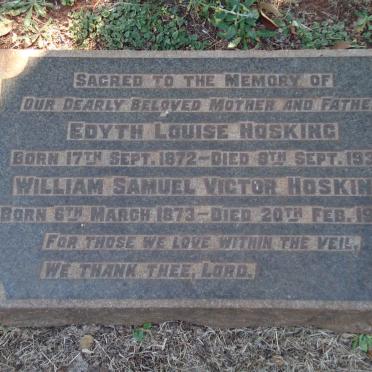 Sacred to the Memory of
Our Dearly Beloved Mother and Fathe
Edyth Louise Hosking
Born 17th Sept. 1872–Died 8th Sept. 193
William Samuel Victor Hoskin
Born 6th March 1873–Died 20th Feb. 19
For those we love within the veil,
We thank Thee, Lord.